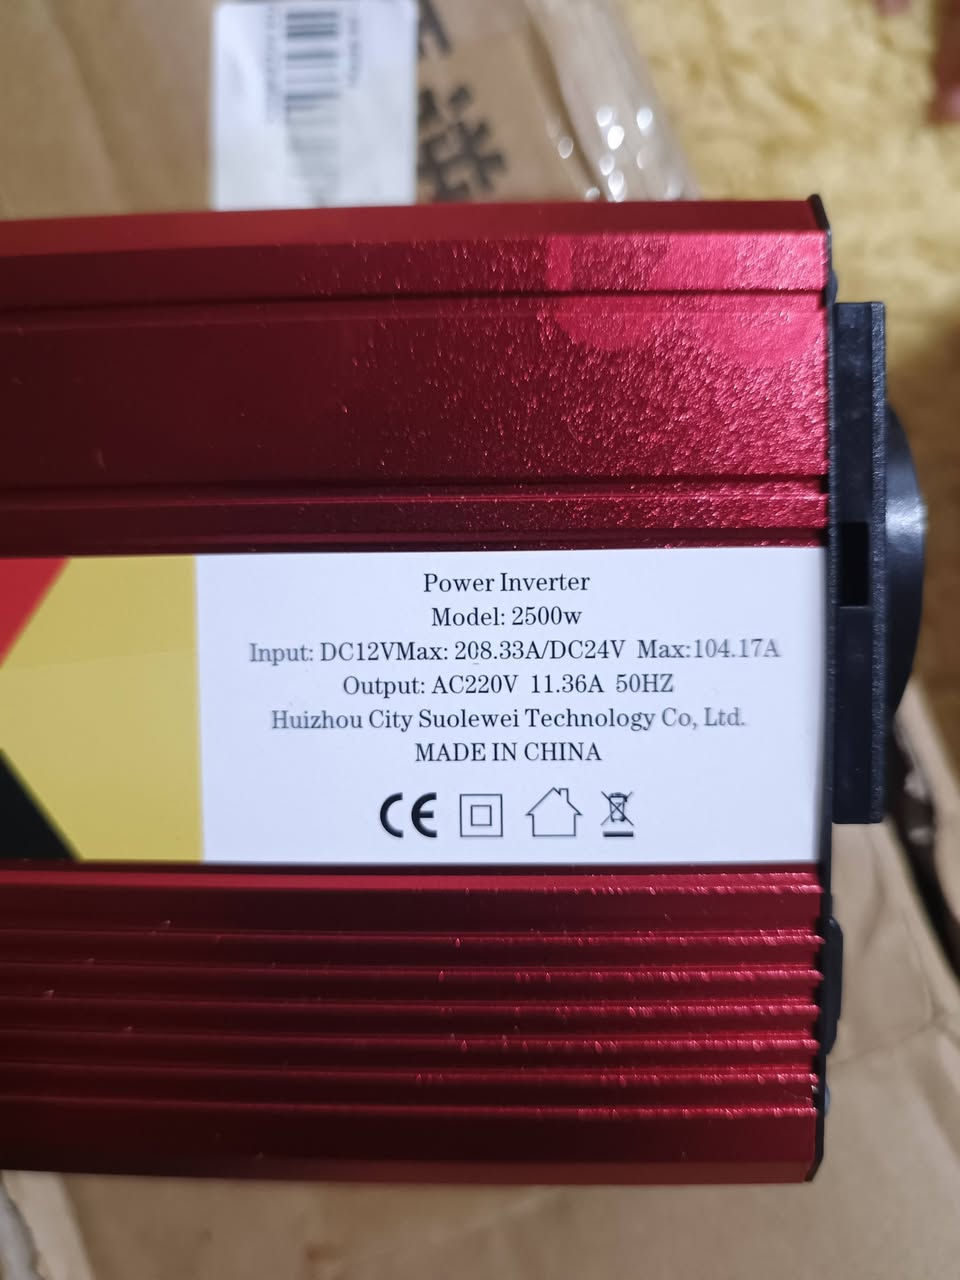 Power Inverter
Model: 2500w
Input: DC12VMax: 208.33A/DC24V Max:104.17A
Output: AC220V 11.36A 50HZ
Huizhou City Suolewei Technology Co, Ltd.
MADE IN CHINA
CE